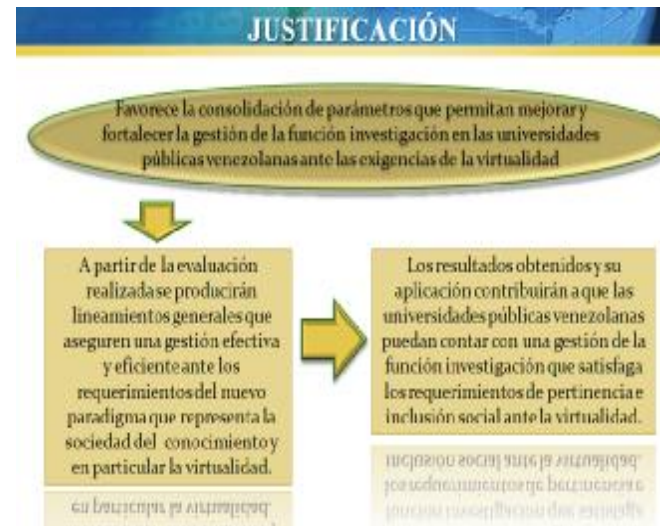 JUSTIFICACIÓN
Favorece la consolidación de parámetros que permitan mejorar y
fortalecer la gestión de la función investigación en las universidades
públicas venezolanas ante las exigencias de la virtualidad
A partir de la evaluación
realizada se producirán
lineamientos generales que
aseguren una gestión efectiva
y eficiente ante los
requerimientos del nuevo
paradigma que representa la
sociedad del conocimiento y
en particular la virtualidad.
Los resultados obtenidos y su
aplicación contribuirán a que las
universidades públicas venezolanas
puedan contar con una gestión de la
función investigación que satisfaga
los requerimientos de pertinencia e
inclusión social ante la virtualidad.